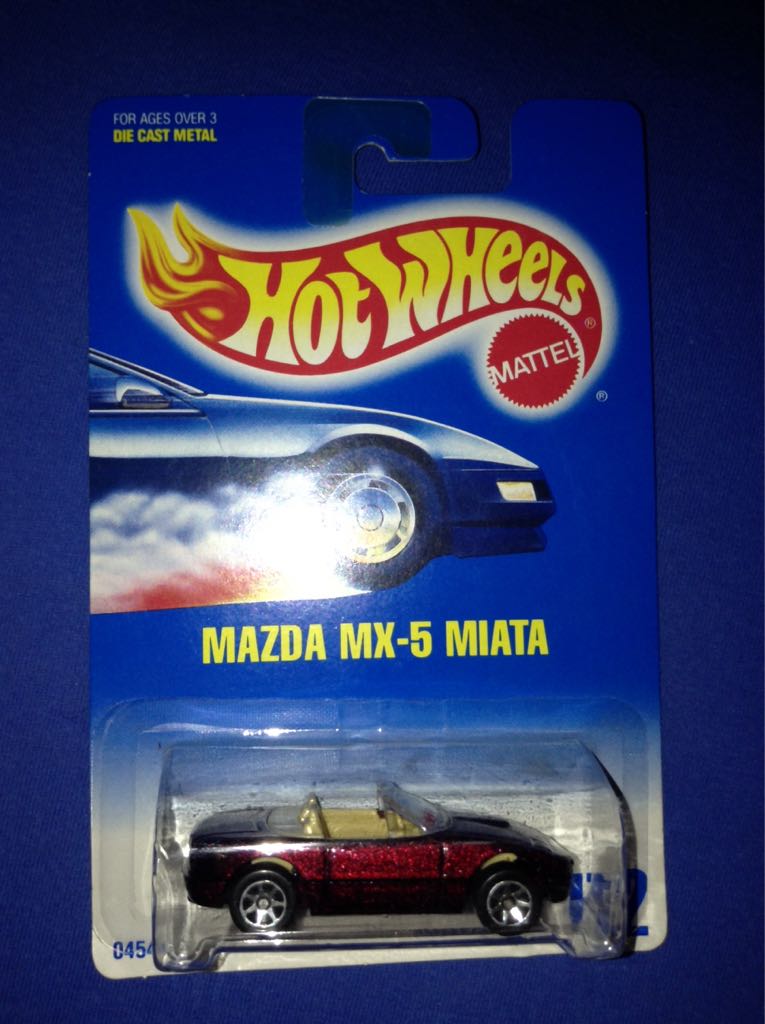 FOR AGES OVER 3
DIE CAST METAL
HOT WHEELS ®
MATTEL ®
MAZDA MX-5 MIATA